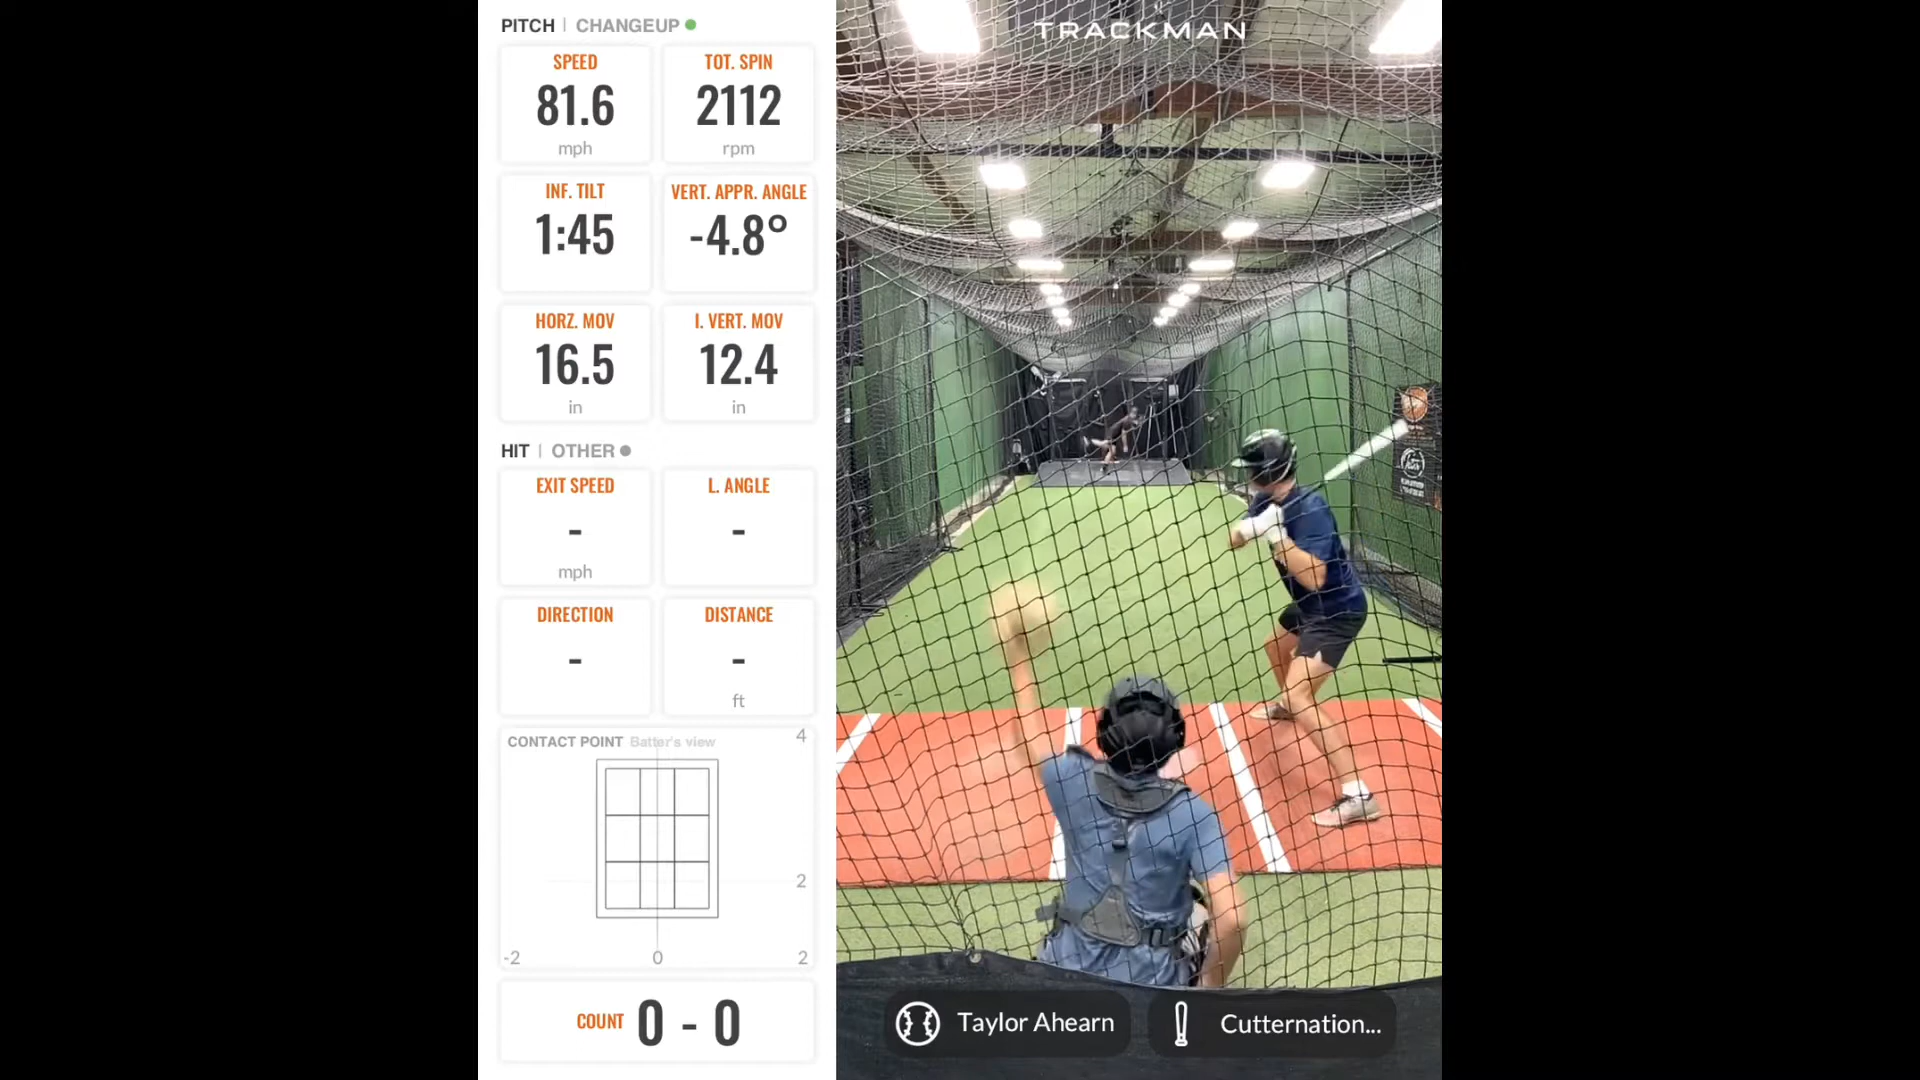 PITCH | CHANGEUP
SPEED
81.6
mph
TOT. SPIN
2112
rpm
INF. TILT
1:45
VERT. APPR. ANGLE
-4.8°
HORZ. MOV
16.5
in
I. VERT. MOV
12.4
in
HIT | OTHER
EXIT SPEED
-
mph
L. ANGLE
-
DIRECTION
-
DISTANCE
-
ft
CONTACT POINT Batter's view
4
2
-2
0
2
COUNT 0 - 0
TRACKMAN
Taylor Ahearn
Cutternation...